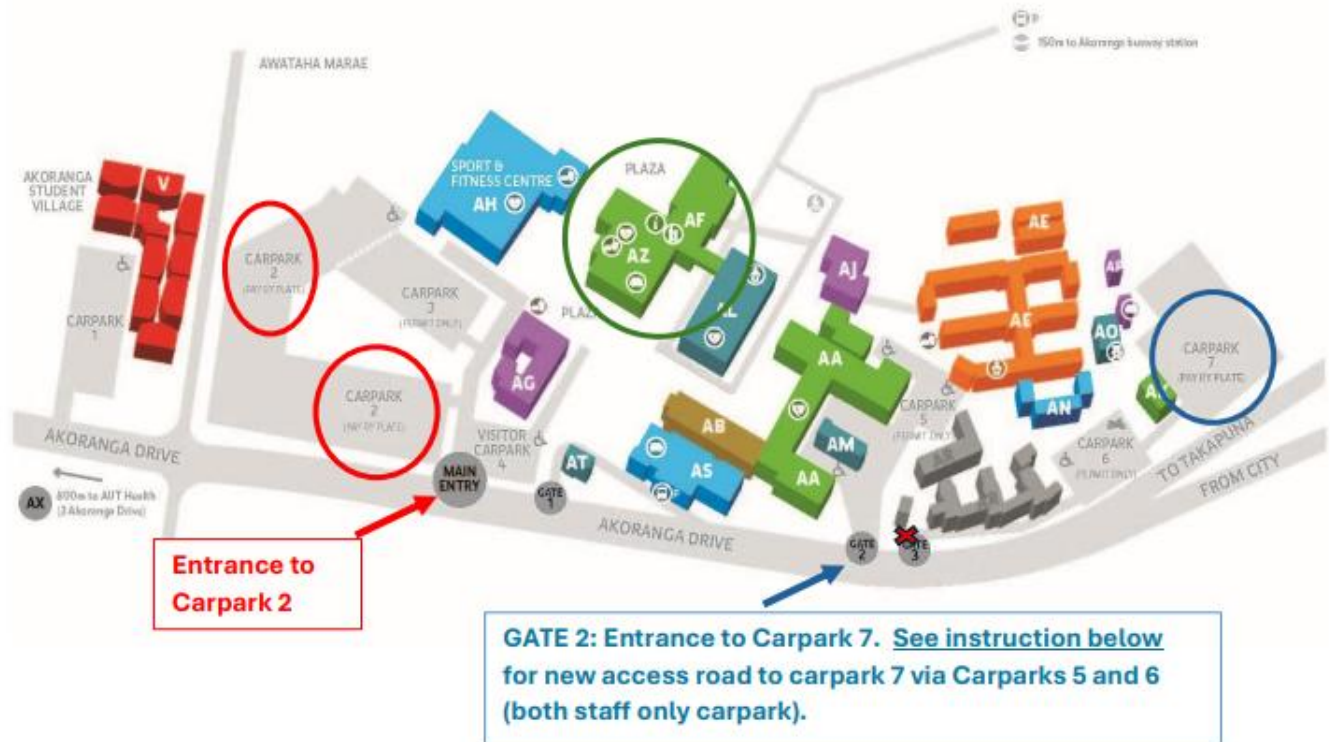 P
150m to Akoranga busway station
AWATAHA MARAE
AKORANGA
STUDENT
VILLAGE
V
SPORT &
FITNESS CENTRE
AH
PLAZA
AF
AZ
AL
AJ
AE
AE
CARPARK
2
(PAY BY PLATE)
CARPARK
3
(PERMIT ONLY)
CARPARK
1
PLAZA
AG
AA
AO
CARPARK
7
(PAY BY PLATE)
CARPARK
2
(PAY BY PLATE)
CARPARK
5
(PERMIT ONLY)
AN
AB
AM
VISITOR
CARPARK
4
AT
AS
AA
CARPARK
6
(PERMIT ONLY)
TO TAKAPUNA
FROM CITY
AKORANGA DRIVE
MAIN
ENTRY
GATE
1
AKORANGA DRIVE
GATE
2
GATE
3
AX
800m to AUT Health
(3 Akoranga Drive)
Entrance to
Carpark 2
GATE 2: Entrance to Carpark 7. See instruction below
for new access road to carpark 7 via Carparks 5 and 6
(both staff only carpark).